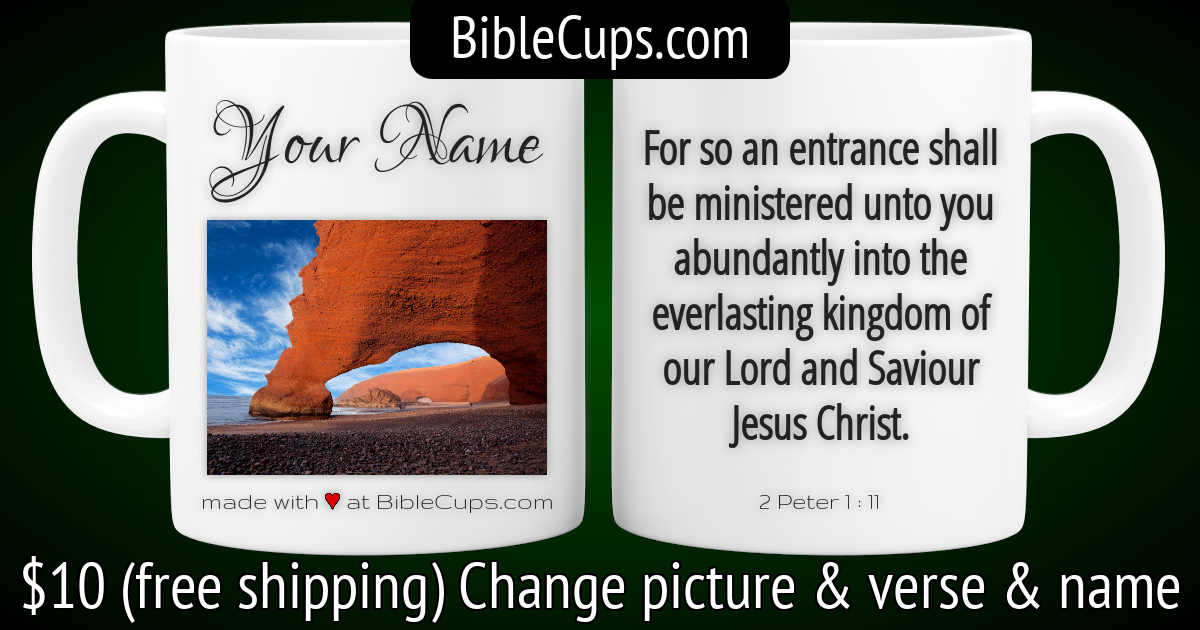 BibleCups.com
Your Name
made with ♥ at BibleCups.com
For so an entrance shall
be ministered unto you
abundantly into the
everlasting kingdom of
our Lord and Saviour
Jesus Christ.
2 Peter 1 : 11
$10 (free shipping) Change picture & verse & name